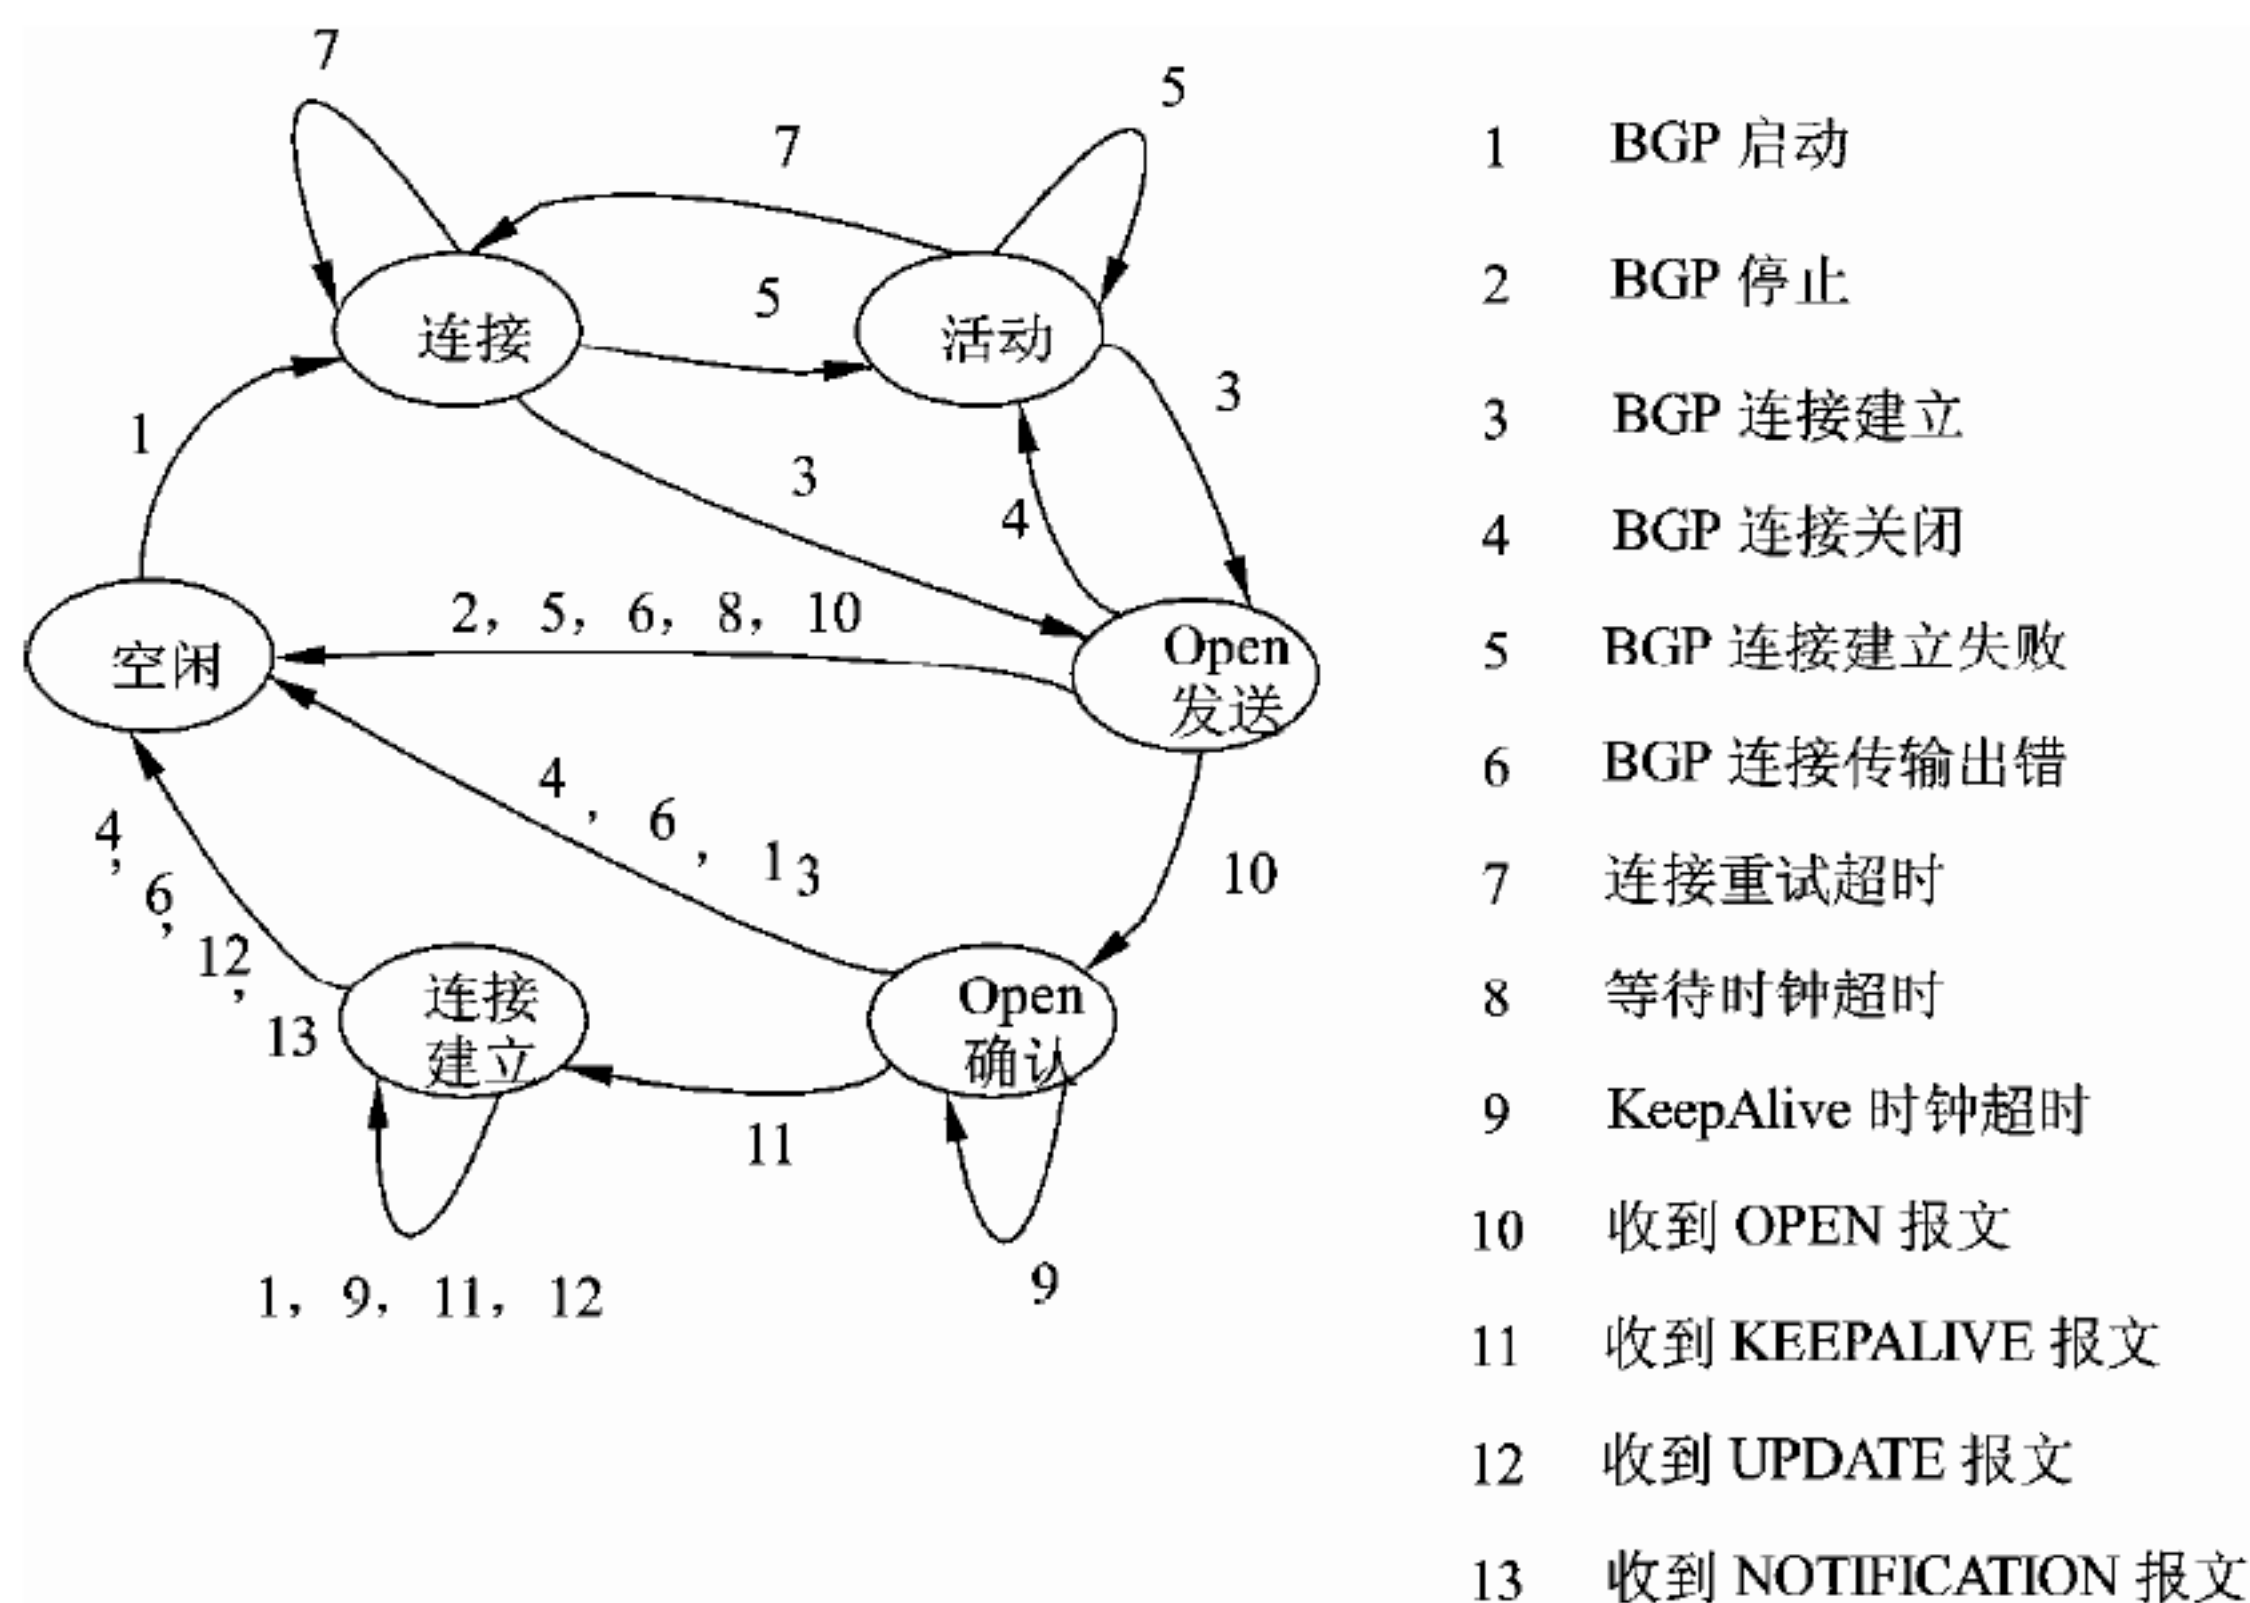 7
5
7
5
连接
活动
1
3
3
4
2，5，6，8，10
空闲
Open
发送
4，6，13
10
4，6，12，13
连接
建立
Open
确认
11
1，9，11，12
9
1 BGP 启动
2 BGP 停止
3 BGP 连接建立
4 BGP 连接关闭
5 BGP 连接建立失败
6 BGP 连接传输出错
7 连接重试超时
8 等待时钟超时
9 KeepAlive 时钟超时
10 收到 OPEN 报文
11 收到 KEEPALIVE 报文
12 收到 UPDATE 报文
13 收到 NOTIFICATION 报文